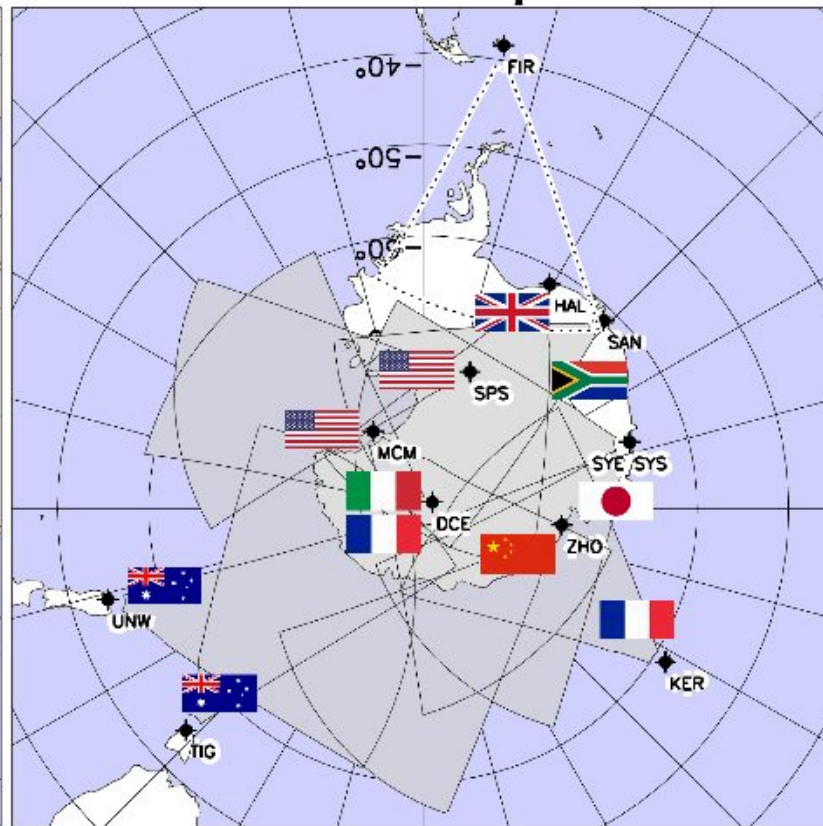 FIR
-40°
-50°
-60°
HAL
SAN
SPS
MCM
SYE SYS
DCE
ZHO
UNW
KER
TIG